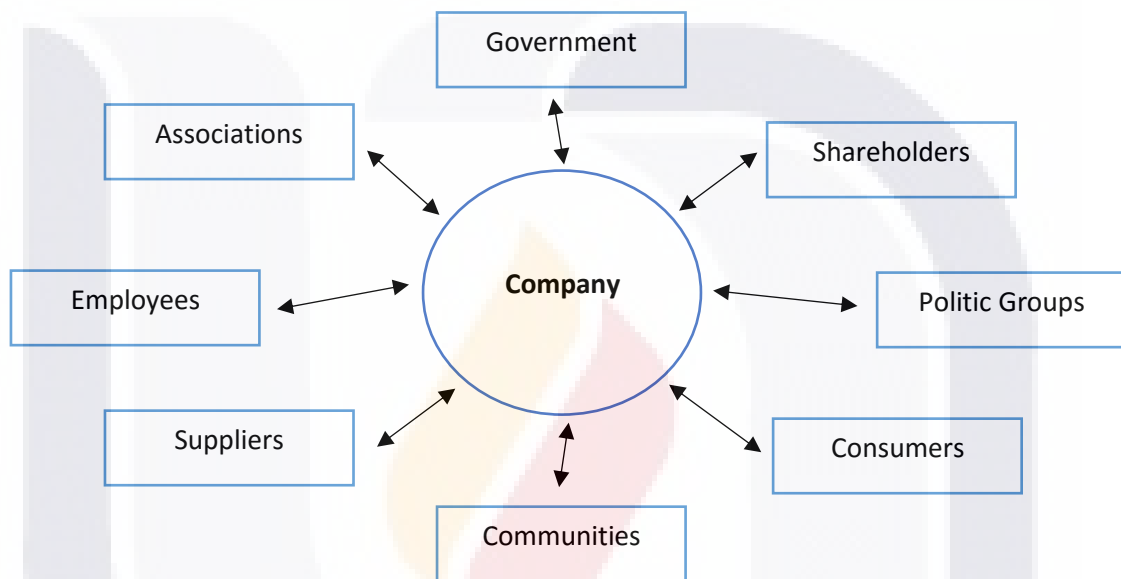 Government
Associations
Shareholders
Company
Employees
Politic Groups
Suppliers
Consumers
Communities